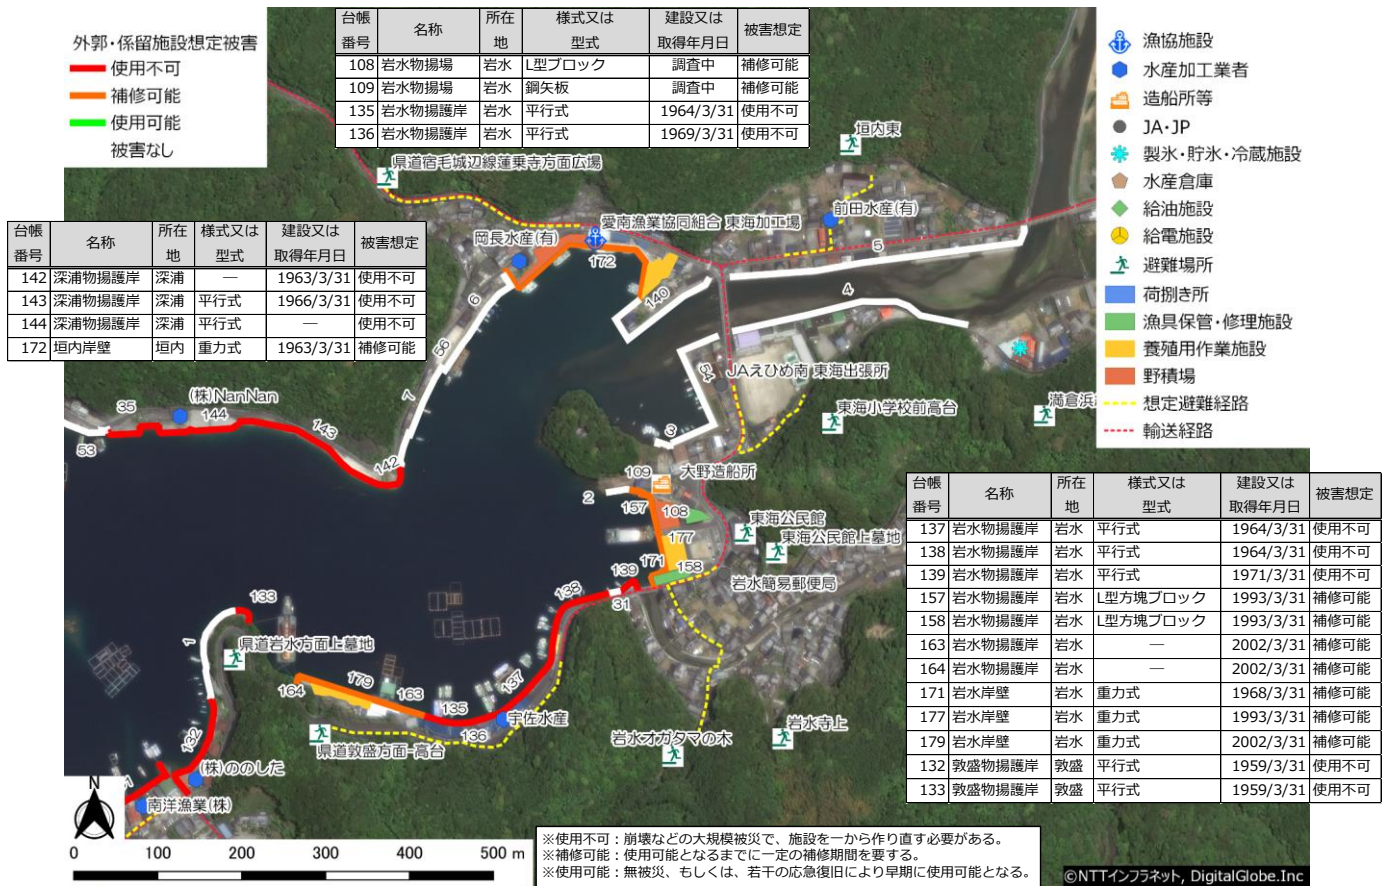 外郭・係留施設想定被害
使用不可
補修可能
使用可能
被害なし
台帳番号 名称 所在地 様式又は型式 建設又は取得年月日 被害想定
108 岩水物揚場 岩水 L型ブロック 調査中 補修可能
109 岩水物揚場 岩水 鋼矢板 調査中 補修可能
135 岩水物揚護岸 岩水 平行式 1964/3/31 使用不可
136 岩水物揚護岸 岩水 平行式 1969/3/31 使用不可
漁協施設
水産加工業者
造船所等
JA・JP
製氷・貯氷・冷蔵施設
水産倉庫
給油施設
給電施設
避難場所
荷捌き所
漁具保管・修理施設
養殖用作業施設
野積場
想定避難経路
輸送経路
台帳番号 名称 所在地 様式又は型式 建設又は取得年月日 被害想定
142 深浦物揚護岸 深浦 ― 1963/3/31 使用不可
143 深浦物揚護岸 深浦 平行式 1966/3/31 使用不可
144 深浦物揚護岸 深浦 平行式 ― 使用不可
172 垣内岸壁 垣内 重力式 1963/3/31 補修可能
垣内東
県道宿毛城辺線蓮乗寺方面広場
前田水産(有)
愛南漁業協同組合 東海加工場
岡長水産(有)
172
5
140
6
4
56
JAえひめ南 東海出張所
54
7
(株)NanNan
35
144
143
53
142
東海小学校前高台
満倉浜
3
109
大野造船所
2
157
108
東海公民館
177
東海公民館上墓地
171
158
岩水簡易郵便局
139
138
31
133
1
県道岩水方面上墓地
164
179
163
137
135
136
宇佐水産
県道敦盛方面-高台
岩水オガタマの木
岩水寺上
132
(株)ののした
1
南洋漁業(株)
台帳番号 名称 所在地 様式又は型式 建設又は取得年月日 被害想定
137 岩水物揚護岸 岩水 平行式 1964/3/31 使用不可
138 岩水物揚護岸 岩水 平行式 1964/3/31 使用不可
139 岩水物揚護岸 岩水 平行式 1971/3/31 使用不可
157 岩水物揚護岸 岩水 L型方塊ブロック 1993/3/31 補修可能
158 岩水物揚護岸 岩水 L型方塊ブロック 1993/3/31 補修可能
163 岩水物揚護岸 岩水 ― 2002/3/31 補修可能
164 岩水物揚護岸 岩水 ― 2002/3/31 補修可能
171 岩水岸壁 岩水 重力式 1968/3/31 補修可能
177 岩水岸壁 岩水 重力式 1993/3/31 補修可能
179 岩水岸壁 岩水 重力式 2002/3/31 補修可能
132 敦盛物揚護岸 敦盛 平行式 1959/3/31 使用不可
133 敦盛物揚護岸 敦盛 平行式 1959/3/31 使用不可
N
0 100 200 300 400 500 m
※使用不可：崩壊などの大規模被災で、施設を一から作り直す必要がある。
※補修可能：使用可能となるまでに一定の補修期間を要する。
※使用可能：無被災、もしくは、若干の応急復旧により早期に使用可能となる。
©NTTインフラネット, DigitalGlobe.Inc